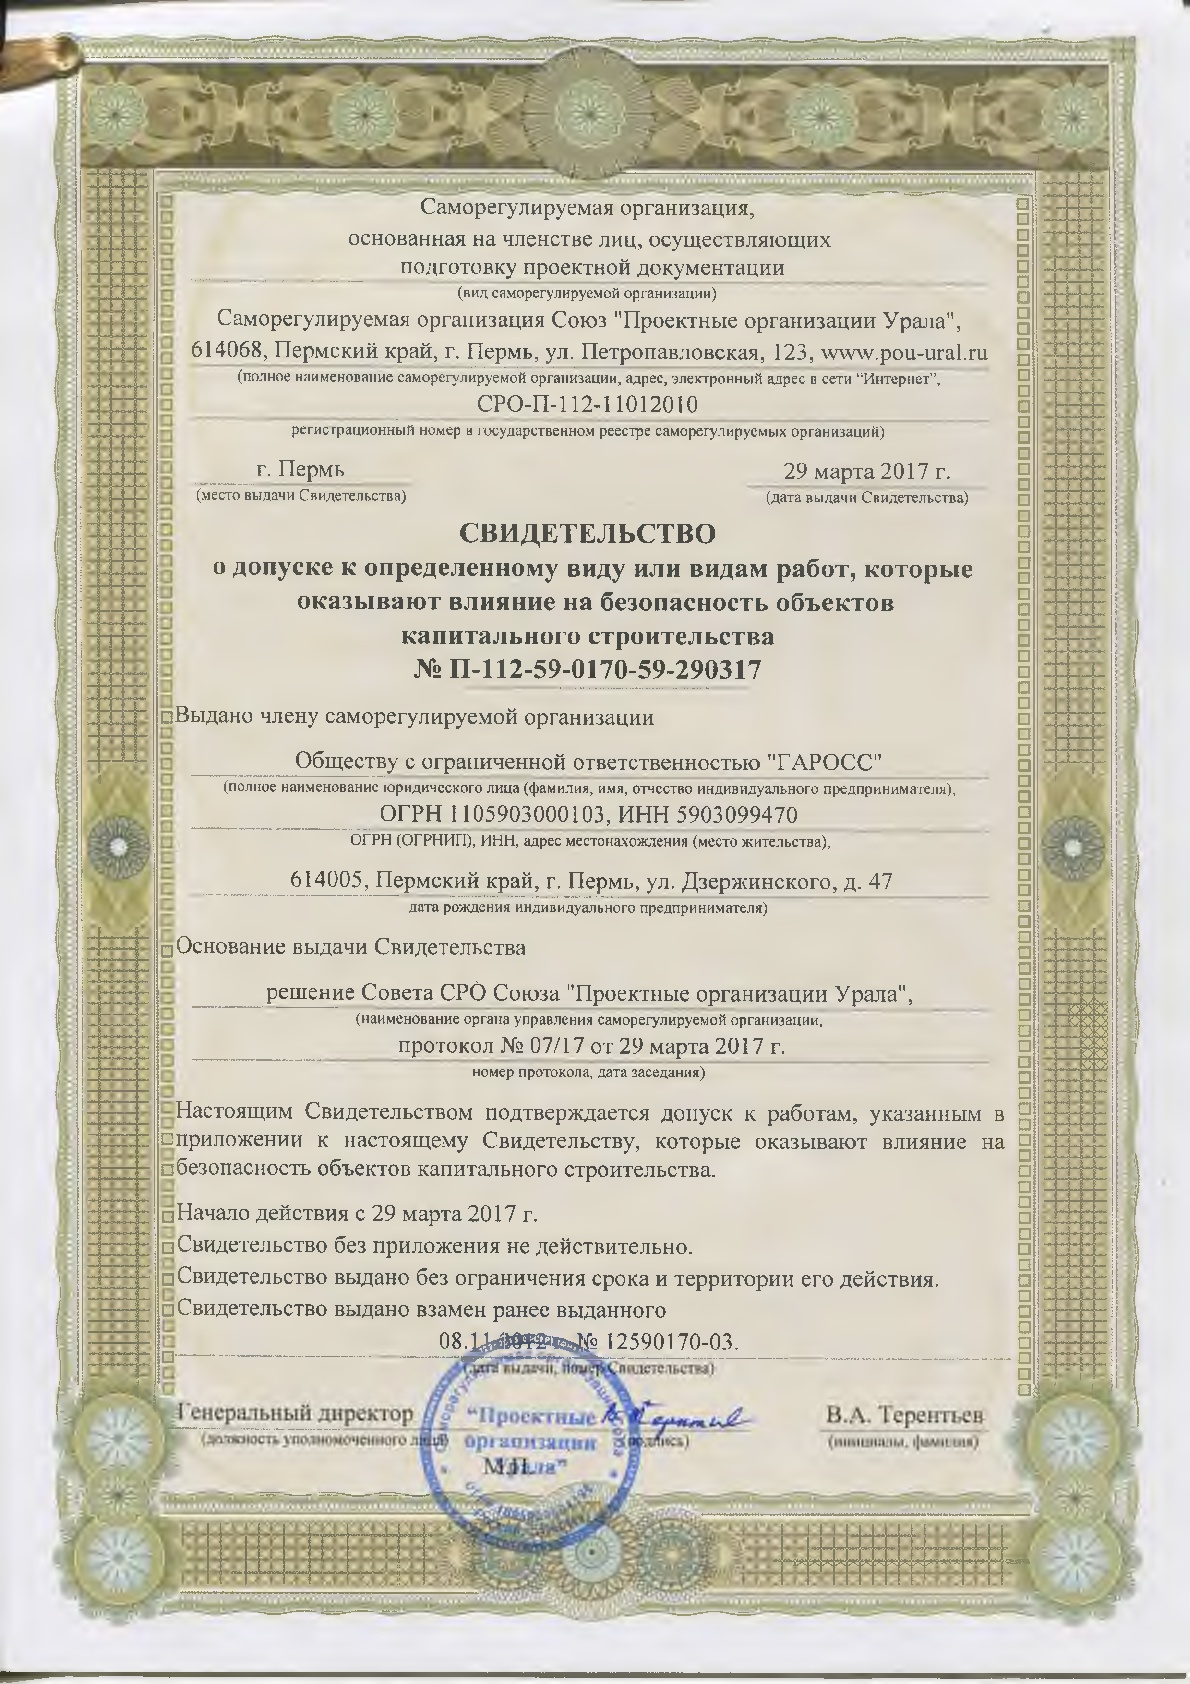 Саморегулируемая организация,
основанная на членстве лиц, осуществляющих
подготовку проектной документации
(вид саморегулируемой организации)
Саморегулируемая организация Союз "Проектные организации Урала",
614068, Пермский край, г. Пермь, ул. Петропавловская, 123, www.pou-ural.ru
(полное наименование саморегулируемой организации, адрес, электронный адрес в сети "Интернет",
СРО-П-112-11012010
регистрационный номер в государственном реестре саморегулируемых организаций)
г. Пермь 29 марта 2017 г.
(место выдачи Свидетельства) (дата выдачи Свидетельства)
СВИДЕТЕЛЬСТВО
о допуске к определенному виду или видам работ, которые
оказывают влияние на безопасность объектов
капитального строительства
№ П-112-59-0170-59-290317
Выдано члену саморегулируемой организации
Обществу с ограниченной ответственностью "ГАРОСС"
(полное наименование юридического лица (фамилия, имя, отчество индивидуального предпринимателя),
ОГРН 1105903000103, ИНН 5903099470
ОГРН (ОГРНИП), ИНН, адрес местонахождения (место жительства),
614005, Пермский край, г. Пермь, ул. Дзержинского, д. 47
дата рождения индивидуального предпринимателя)
Основание выдачи Свидетельства
решение Совета СРО Союза "Проектные организации Урала",
(наименование органа управления саморегулируемой организации,
протокол № 07/17 от 29 марта 2017 г.
номер протокола, дата заседания)
Настоящим Свидетельством подтверждается допуск к работам, указанным в
приложении к настоящему Свидетельству, которые оказывают влияние на
безопасность объектов капитального строительства.
Начало действия с 29 марта 2017 г.
Свидетельство без приложения не действительно.
Свидетельство выдано без ограничения срока и территории его действия.
Свидетельство выдано взамен ранее выданного
08.11.2012 № 12590170-03.
(дата выдачи, номер Свидетельства)
Генеральный директор В.А. Терентьев
(должность уполномоченного лица) (подпись) (инициалы, фамилия)
"Проектные
организации
Урала"
М.П.